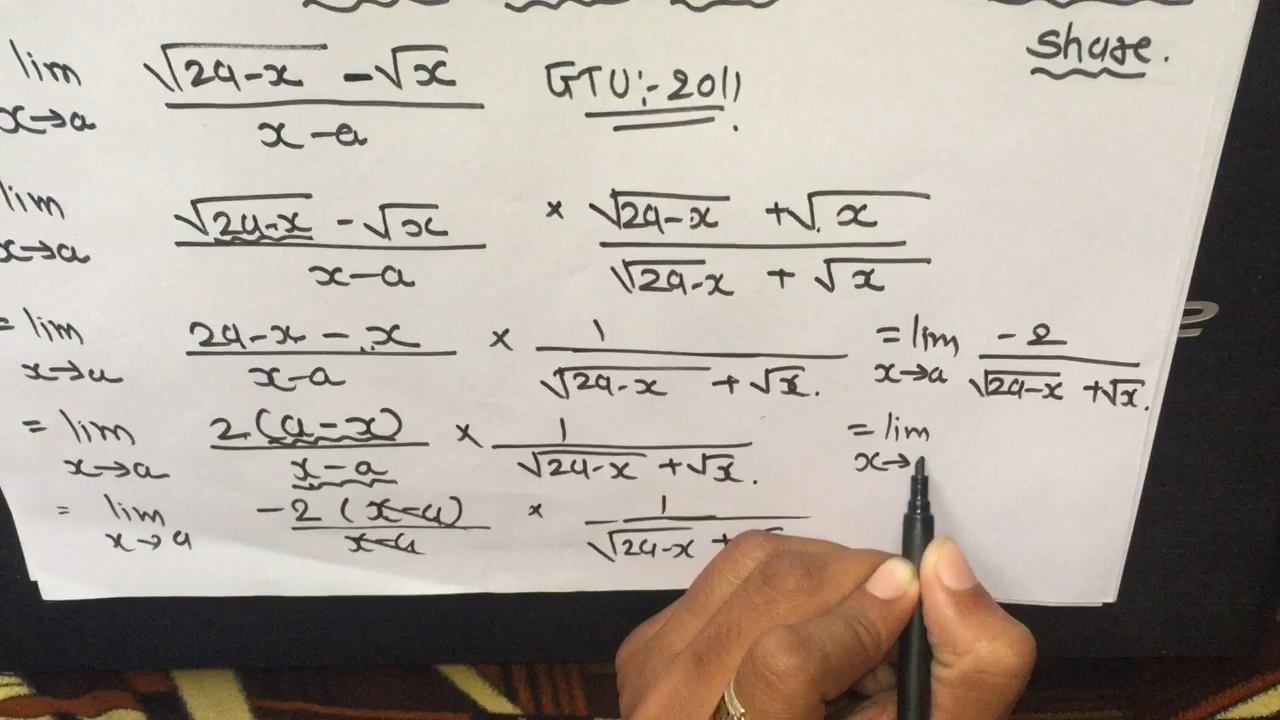 share.
lim x→a (√(2a-x) - √x) / (x-a) GTU:-2011.
lim x→a (√(2a-x) - √x) / (x-a) × (√(2a-x) + √x) / (√(2a-x) + √x)
= lim x→a (2a-x-x) / (x-a) × 1 / (√(2a-x) + √x.)
= lim x→a 2(a-x) / (x-a) × 1 / (√(2a-x) + √x.)
= lim x→a -2(x-a) / (x-a) × 1 / (√(2a-x) +
= lim x→a -2 / (√(2a-x) + √x.)
= lim x→